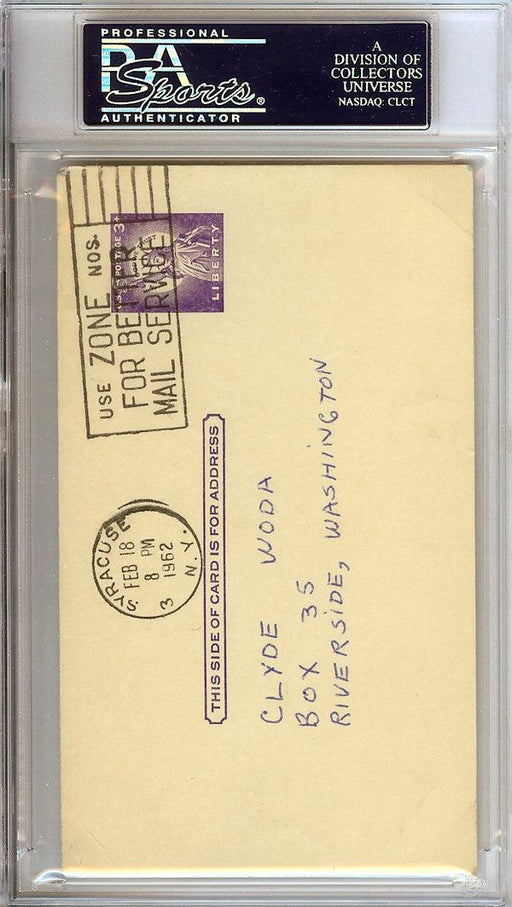 PROFESSIONAL
PSA
Sports®
AUTHENTICATOR
A
DIVISION OF
COLLECTORS
UNIVERSE
NASDAQ: CLCT
U.S. POSTAGE 3¢
LIBERTY
USE ZONE NOS.
FOR BETTER
MAIL SERVICE
SYRACUSE
FEB 18
8 PM
1962
3 N.Y.
THIS SIDE OF CARD IS FOR ADDRESS
CLYDE WODA
BOX 35
RIVERSIDE, WASHINGTON